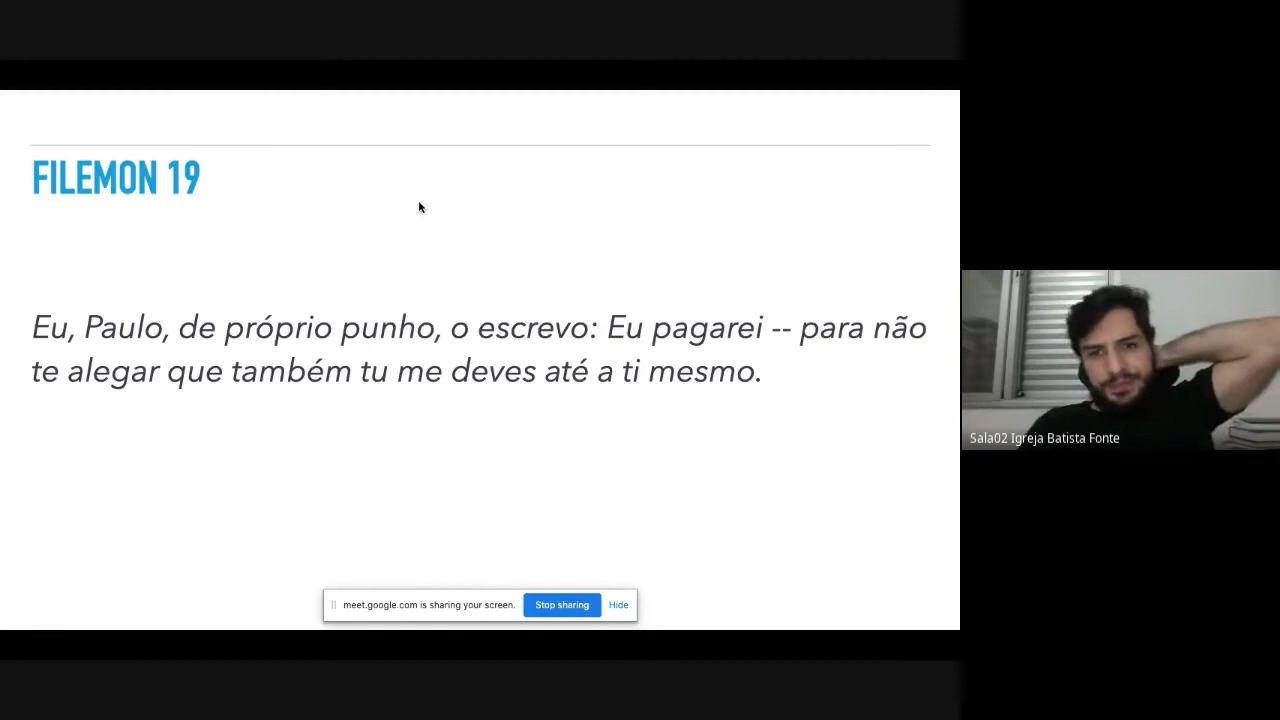 FILEMON 19
Eu, Paulo, de próprio punho, o escrevo: Eu pagarei -- para não
te alegar que também tu me deves até a ti mesmo.
Sala02 Igreja Batista Fonte
meet.google.com is sharing your screen. Stop sharing Hide